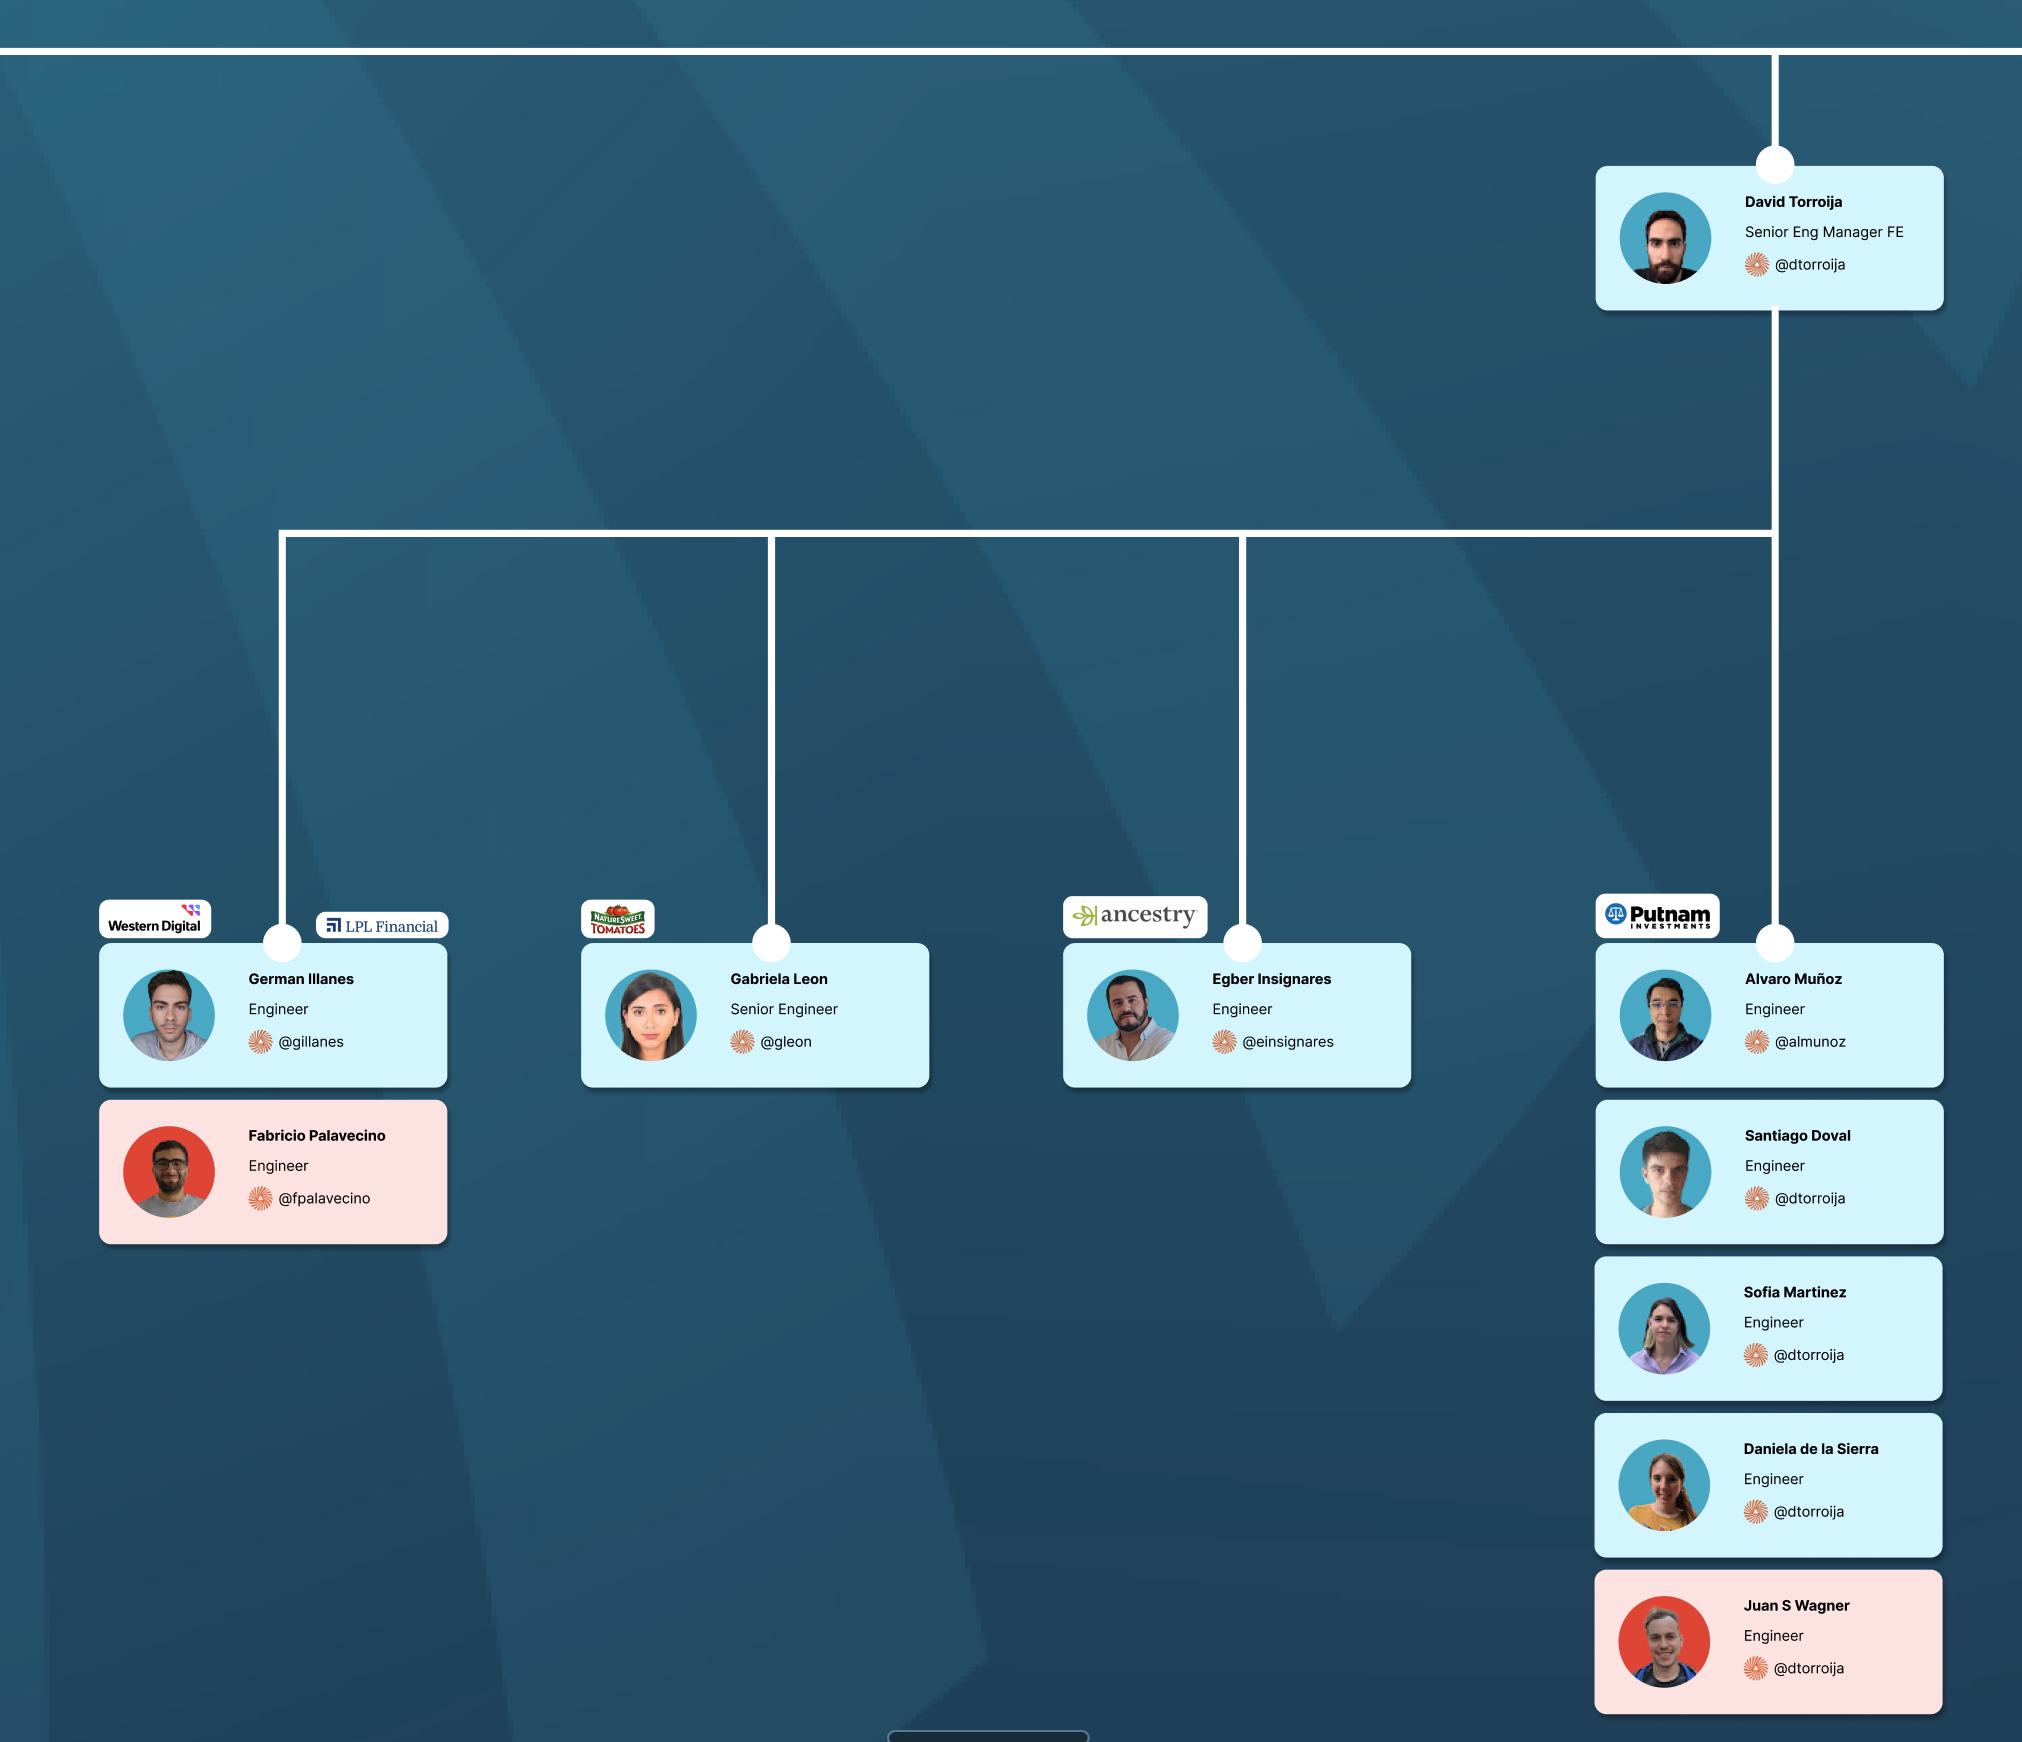 David Torroija
Senior Eng Manager FE
@dtorroija
Western Digital
LPL Financial
German Illanes
Engineer
@gillanes
Fabricio Palavecino
Engineer
@fpalavecino
NATURESWEET
TOMATOES
Gabriela Leon
Senior Engineer
@gleon
ancestry
Egber Insignares
Engineer
@einsignares
Putnam
INVESTMENTS
Alvaro Muñoz
Engineer
@almunoz
Santiago Doval
Engineer
@dtorroija
Sofia Martinez
Engineer
@dtorroija
Daniela de la Sierra
Engineer
@dtorroija
Juan S Wagner
Engineer
@dtorroija